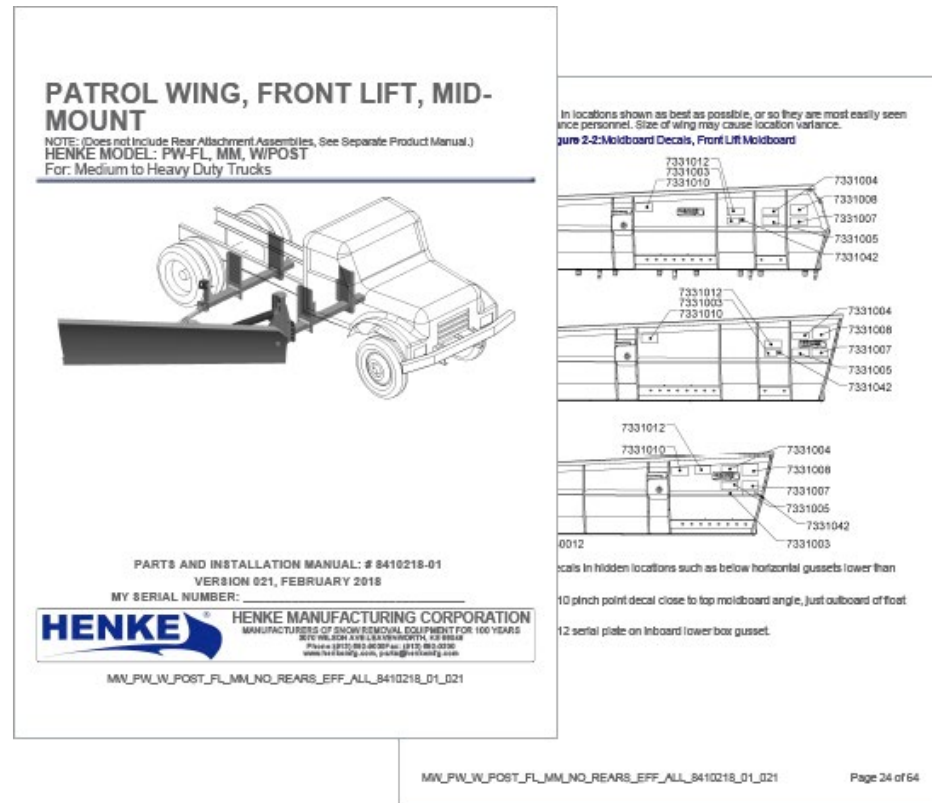 PATROL WING, FRONT LIFT, MID-
MOUNT
NOTE: (Does not Include Rear Attachment Assemblies, See Separate Product Manual.)
HENKE MODEL: PW-FL, MM, W/POST
For: Medium to Heavy Duty Trucks
PARTS AND INSTALLATION MANUAL: # 8410218-01
VERSION 021, FEBRUARY 2018
MY SERIAL NUMBER:
HENKE
HENKE MANUFACTURING CORPORATION
MANUFACTURERS OF SNOW REMOVAL EQUIPMENT FOR 100 YEARS
MW_PW_W_POST_FL_MM_NO_REARS_EFF_ALL_8410218_01_021
in locations shown as best as possible, or so they are most easily seen
personnel. Size of wing may cause location variance.
2-2:Moldboard Decals, Front Lift Moldboard
7331012
7331003
7331010
7331004
7331008
7331007
7331005
7331042
7331012
7331003
7331010
7331004
7331008
7331007
7331005
7331042
7331012
7331010
7331004
7331008
7331007
7331005
7331042
7331003
0012
in hidden locations such as below horizontal gussets lower than
10 pinch point decal close to top moldboard angle, just outboard of float
12 serial plate on inboard lower box gusset.
MW_PW_W_POST_FL_MM_NO_REARS_EFF_ALL_8410218_01_021
Page 24 of 64